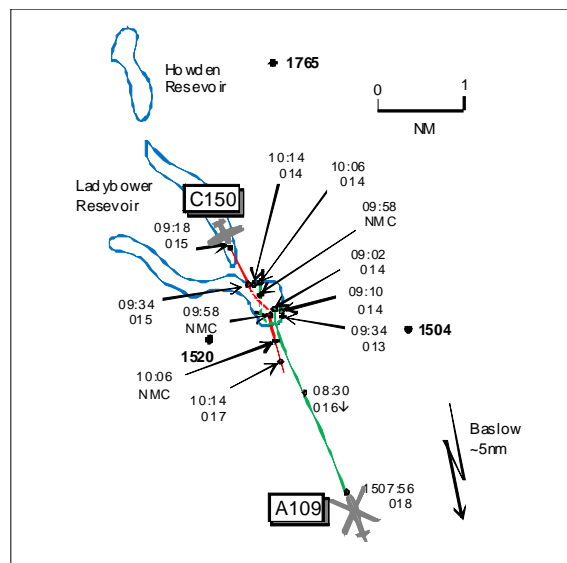 Howden
Resevoir
1765
0 1
NM
10:14
014
10:06
014
Ladybower
Resevoir
C150
09:58
NMC
09:18
015
09:02
014
09:10
014
09:34
015
09:58
NMC
09:34
013
1504
1520
10:06
NMC
10:14
017
08:30
016↓
Baslow
~5nm
1507:56
018
A109